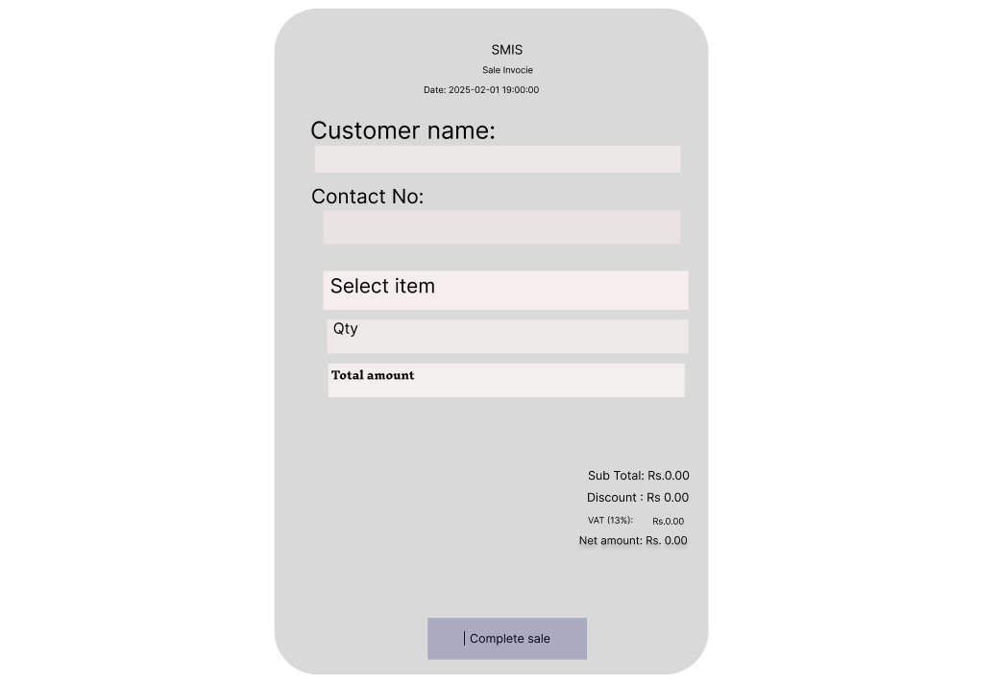 SMIS
Sale Invocie
Date: 2025-02-01 19:00:00
Customer name:
Contact No:
Select item
Qty
Total amount
Sub Total: Rs.0.00
Discount : Rs 0.00
VAT (13%): Rs.0.00
Net amount: Rs. 0.00
| Complete sale